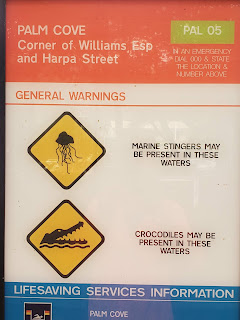 PALM COVE
Corner of Williams Esp
and Harpa Street
PAL 05
IN AN EMERGENCY
DIAL 000 & STATE
THE LOCATION &
NUMBER ABOVE
GENERAL WARNINGS
MARINE STINGERS MAY
BE PRESENT IN THESE
WATERS
CROCODILES MAY BE
PRESENT IN THESE
WATERS
LIFESAVING SERVICES INFORMATION
PALM COVE